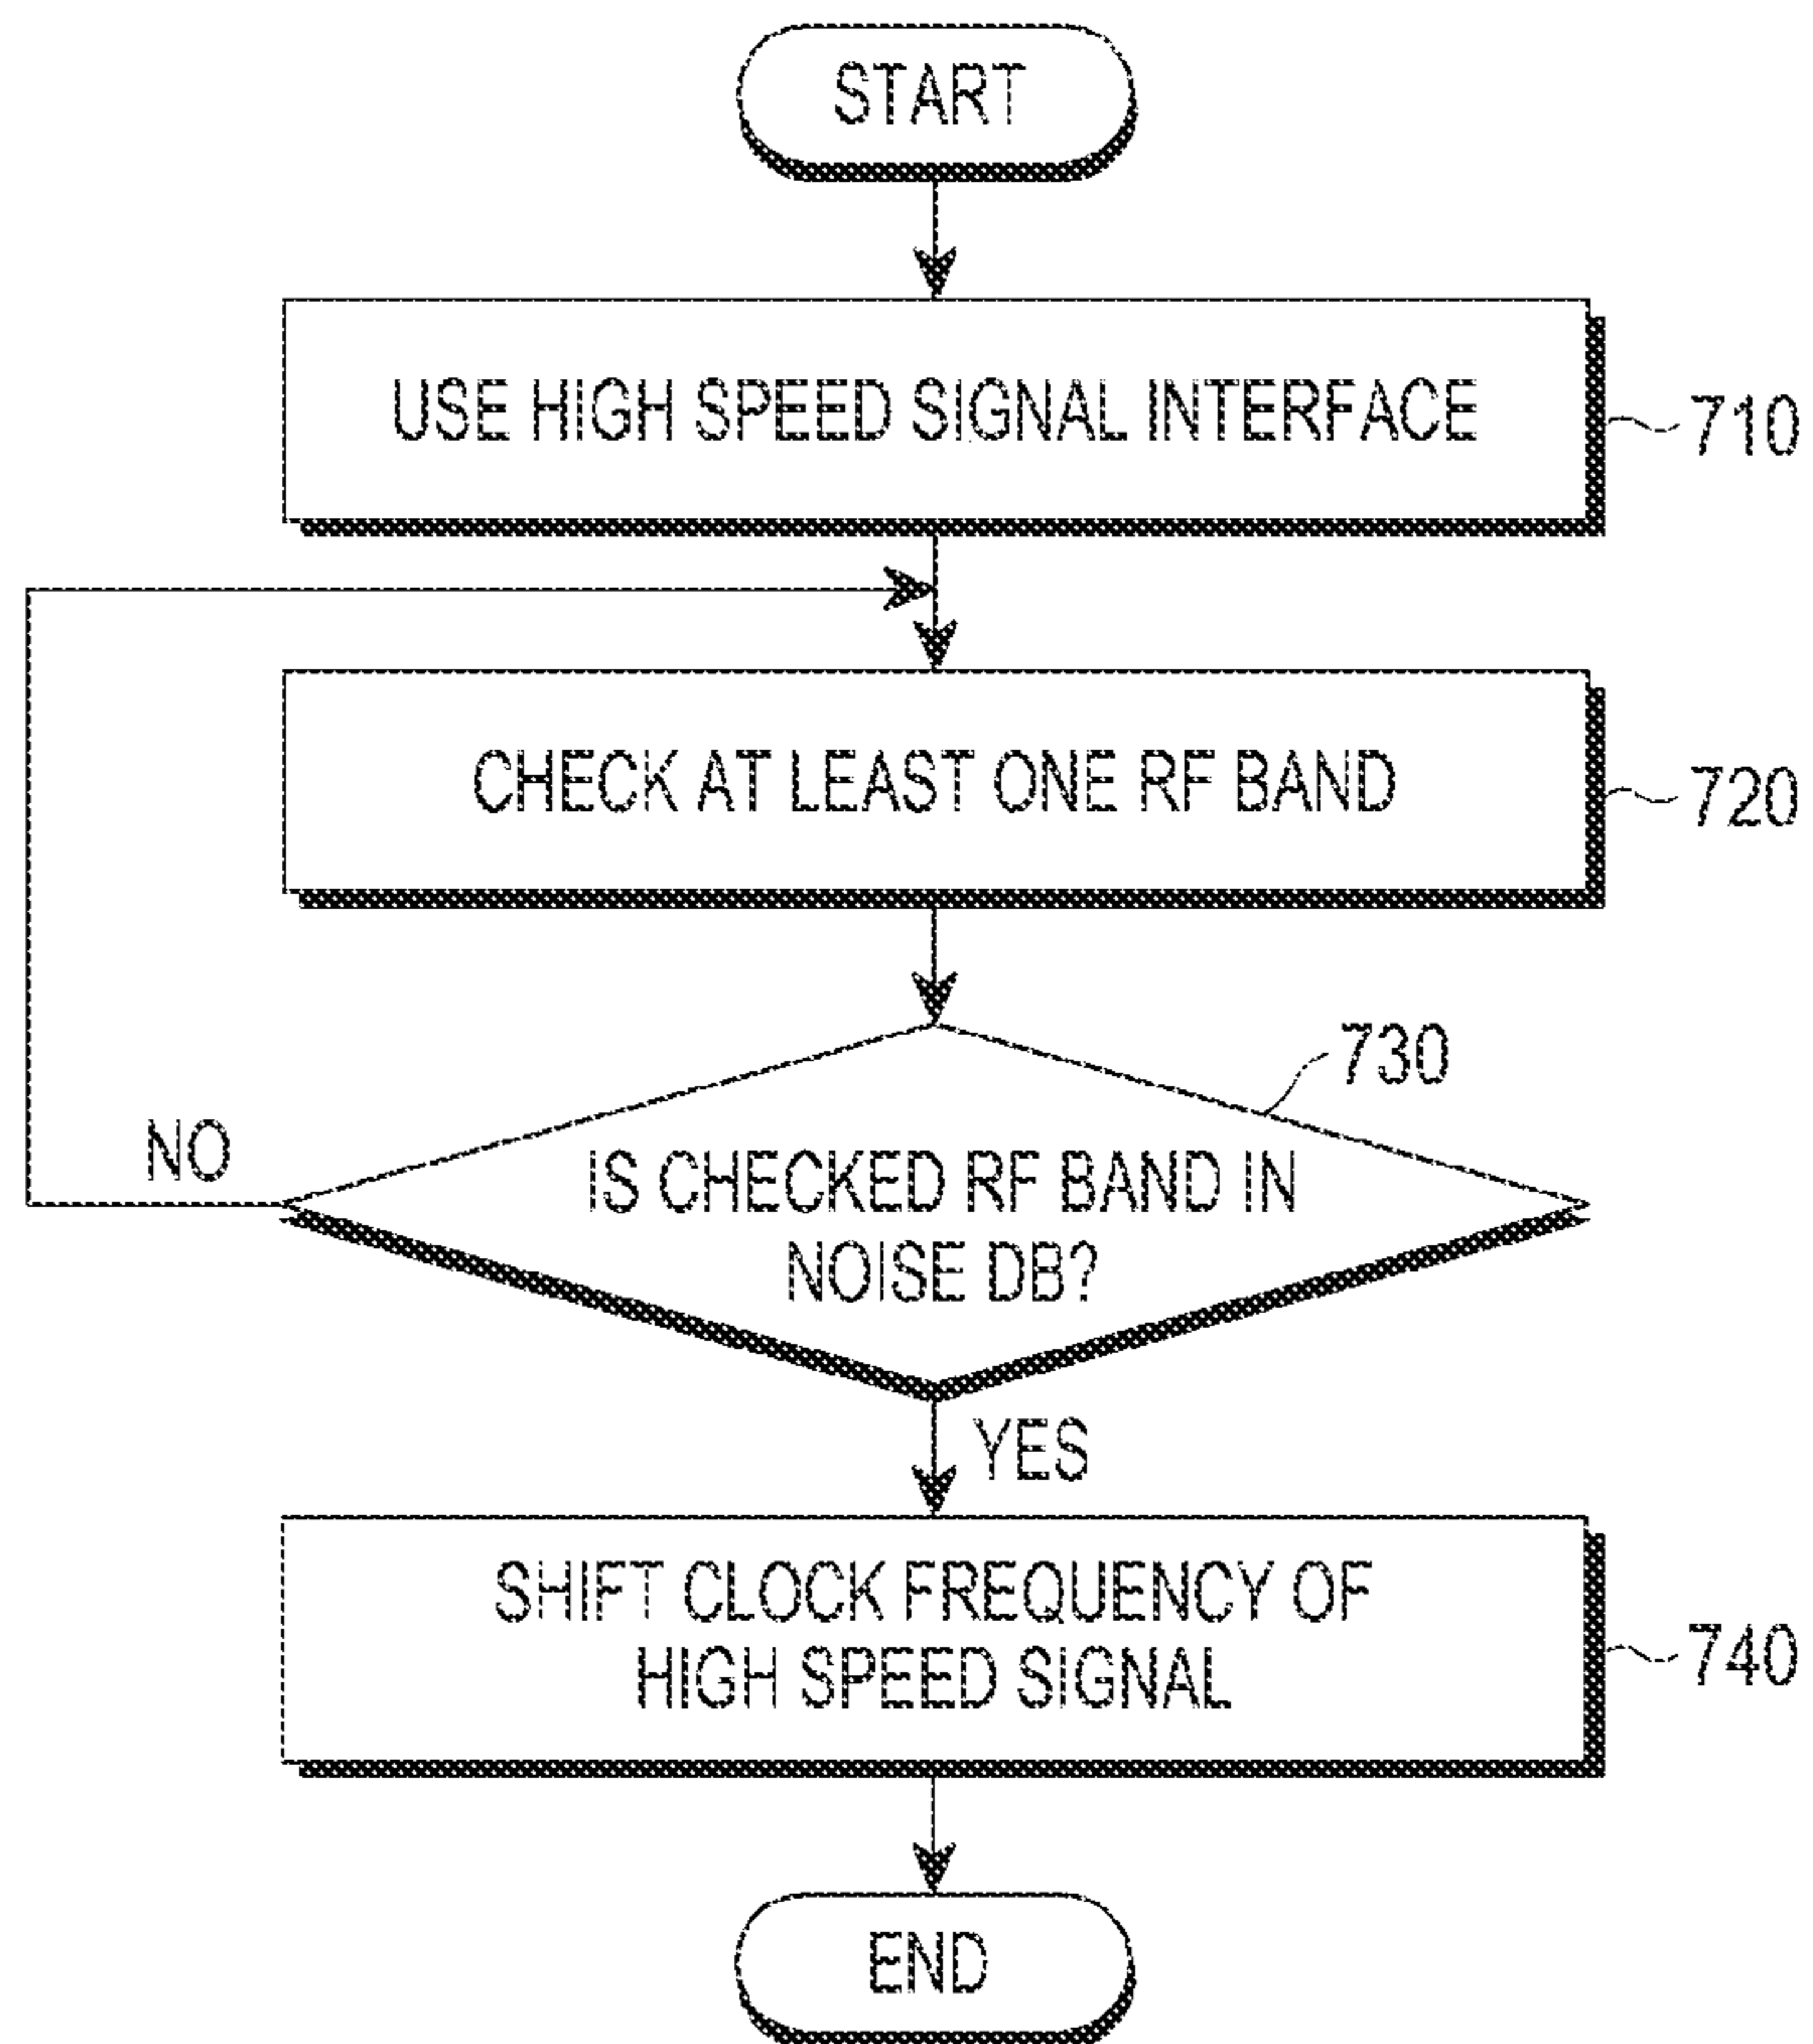 START
USE HIGH SPEED SIGNAL INTERFACE
710
CHECK AT LEAST ONE RF BAND
720
730
NO
IS CHECKED RF BAND IN
NOISE DB?
YES
SHIFT CLOCK FREQUENCY OF
HIGH SPEED SIGNAL
740
END